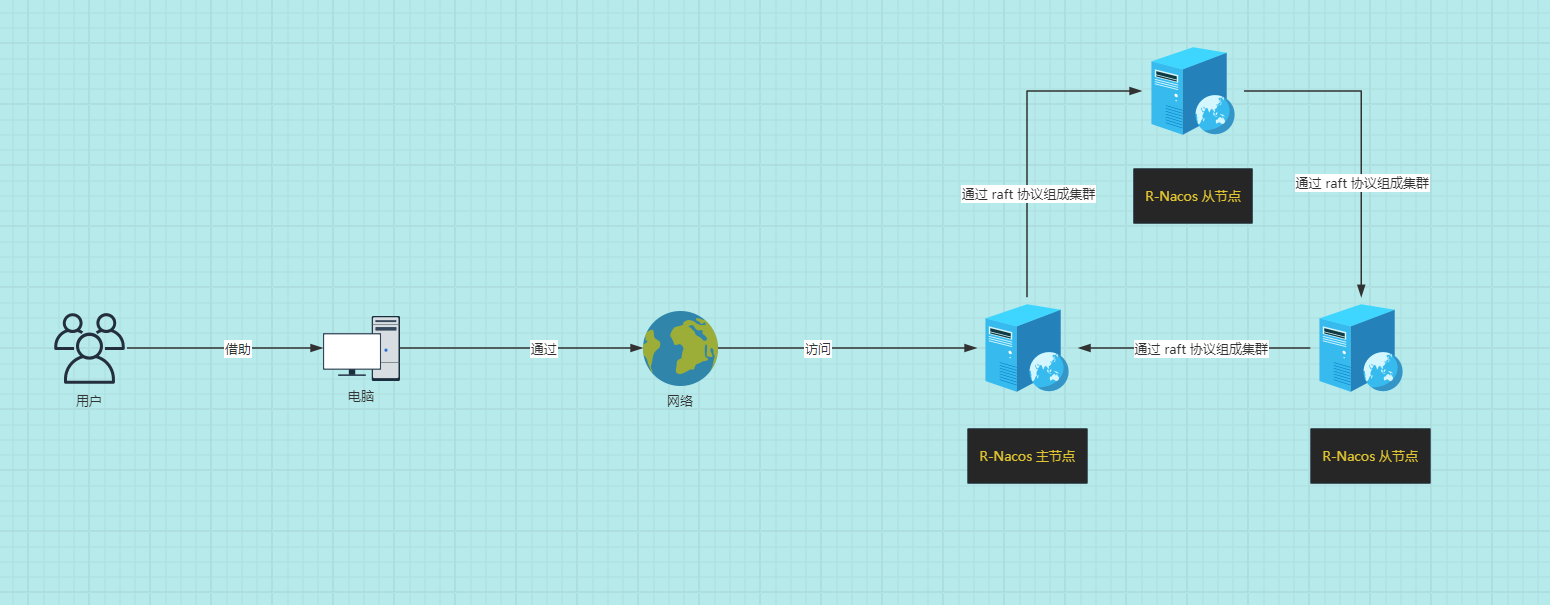 通过 raft 协议组成集群
通过 raft 协议组成集群
R-Nacos 从节点
借助
通过
访问
通过 raft 协议组成集群
用户
电脑
网络
R-Nacos 主节点
R-Nacos 从节点